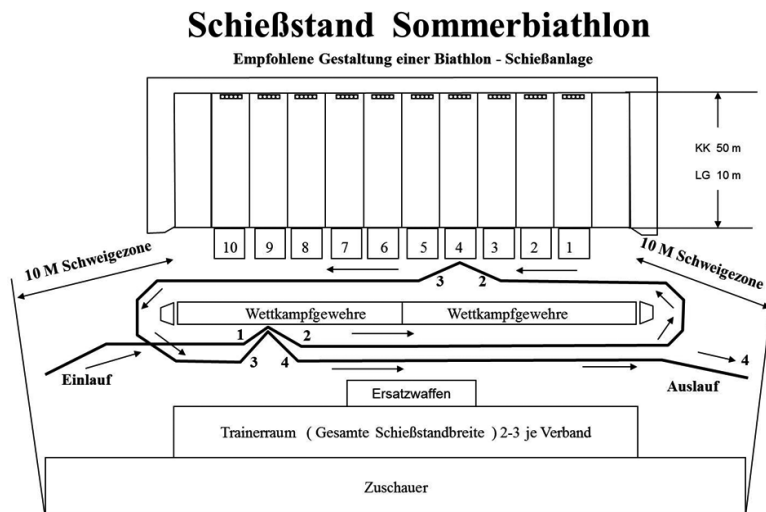 Schießstand Sommerbiathlon
Empfohlene Gestaltung einer Biathlon - Schießanlage
KK 50 m
LG 10 m
10 M Schweigezone
10 9 8 7 6 5 4 3 2 1
10 M Schweigezone
3 2
Wettkampfgewehre Wettkampfgewehre
1 2
3 4
4
Einlauf
Auslauf
Ersatzwaffen
Trainerraum ( Gesamte Schießstandbreite ) 2-3 je Verband
Zuschauer